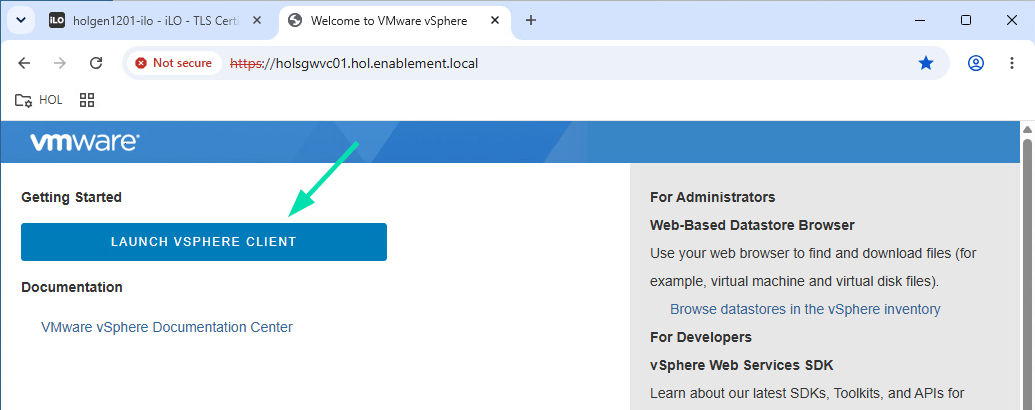 iLO holgen1201-ilo - iLO - TLS Certi
Welcome to VMware vSphere
Not secure https://holsgwvc01.hol.enablement.local
HOL
vmware®
Getting Started
LAUNCH VSPHERE CLIENT
Documentation
VMware vSphere Documentation Center
For Administrators
Web-Based Datastore Browser
Use your web browser to find and download files (for
example, virtual machine and virtual disk files).
Browse datastores in the vSphere inventory
For Developers
vSphere Web Services SDK
Learn about our latest SDKs, Toolkits, and APIs for